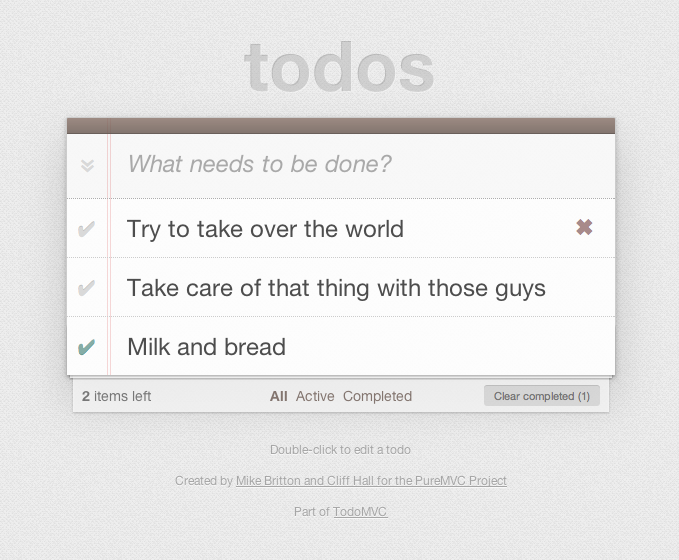 todos
What needs to be done?
Try to take over the world
Take care of that thing with those guys
Milk and bread
2 items left All Active Completed Clear completed (1)
Double-click to edit a todo
Created by Mike Britton and Cliff Hall for the PureMVC Project
Part of TodoMVC